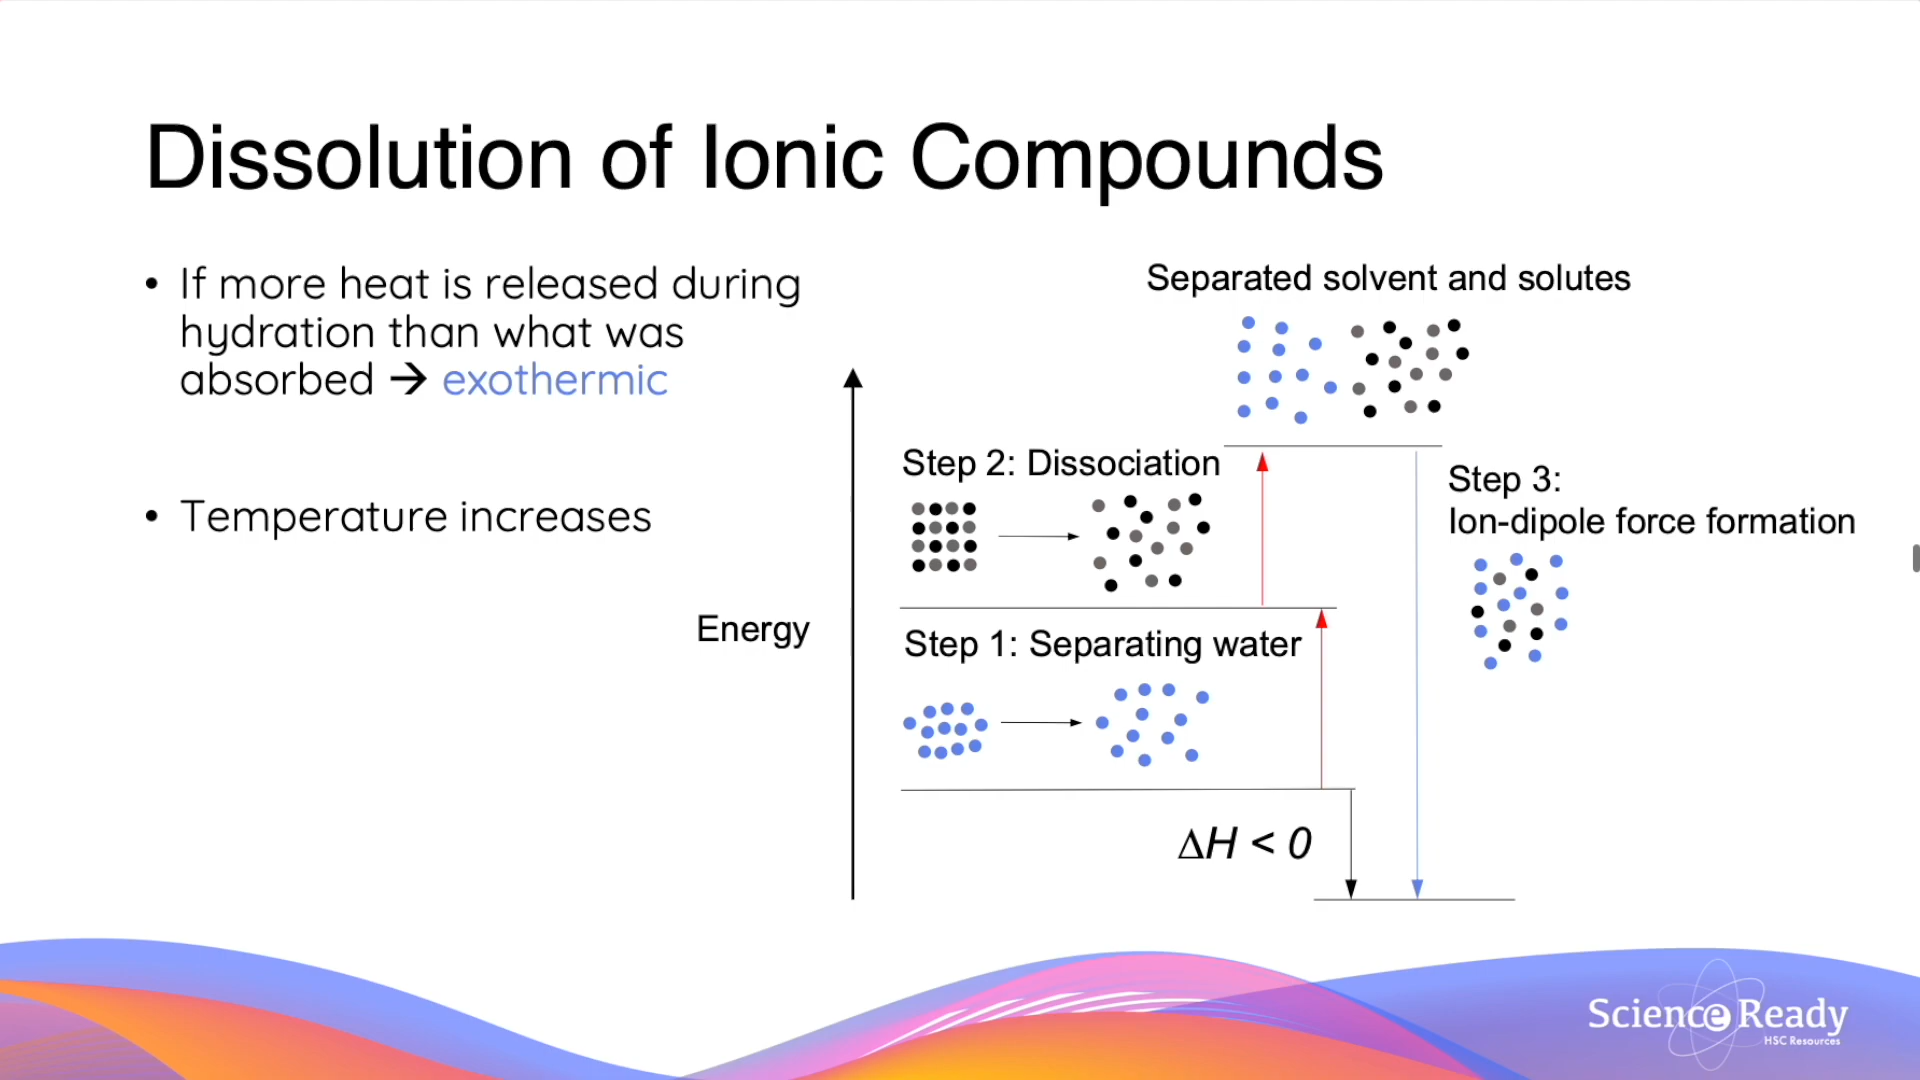 Dissolution of Ionic Compounds
• If more heat is released during
hydration than what was
absorbed → exothermic
• Temperature increases
Separated solvent and solutes
Step 2: Dissociation
Step 3:
Ion-dipole force formation
Energy
Step 1: Separating water
ΔH < 0
Science Ready
HSC Resources